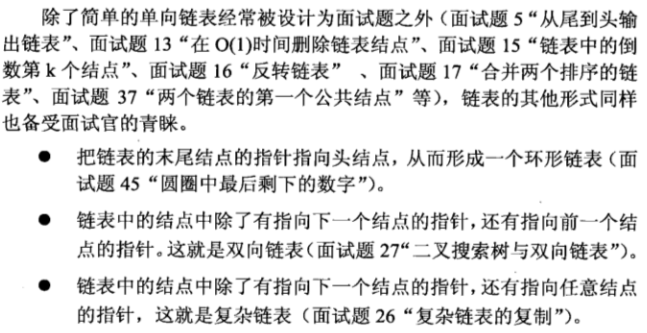 除了简单的单向链表经常被设计为面试题之外（面试题 5“从尾到头输
出链表”、面试题 13“在 O(1)时间删除链表结点”、面试题 15“链表中的倒
数第 k 个结点”、面试题 16“反转链表” 、面试题 17“合并两个排序的链
表”、面试题 37“两个链表的第一个公共结点”等），链表的其他形式同样
也备受面试官的青睐。
● 把链表的末尾结点的指针指向头结点，从而形成一个环形链表（面
试题 45“圆圈中最后剩下的数字”）。
● 链表中的结点中除了有指向下一个结点的指针，还有指向前一个结
点的指针。这就是双向链表（面试题 27“二叉搜索树与双向链表”）。
● 链表中的结点中除了有指向下一个结点的指针，还有指向任意结点
的指针，这就是复杂链表（面试题 26“复杂链表的复制”）。